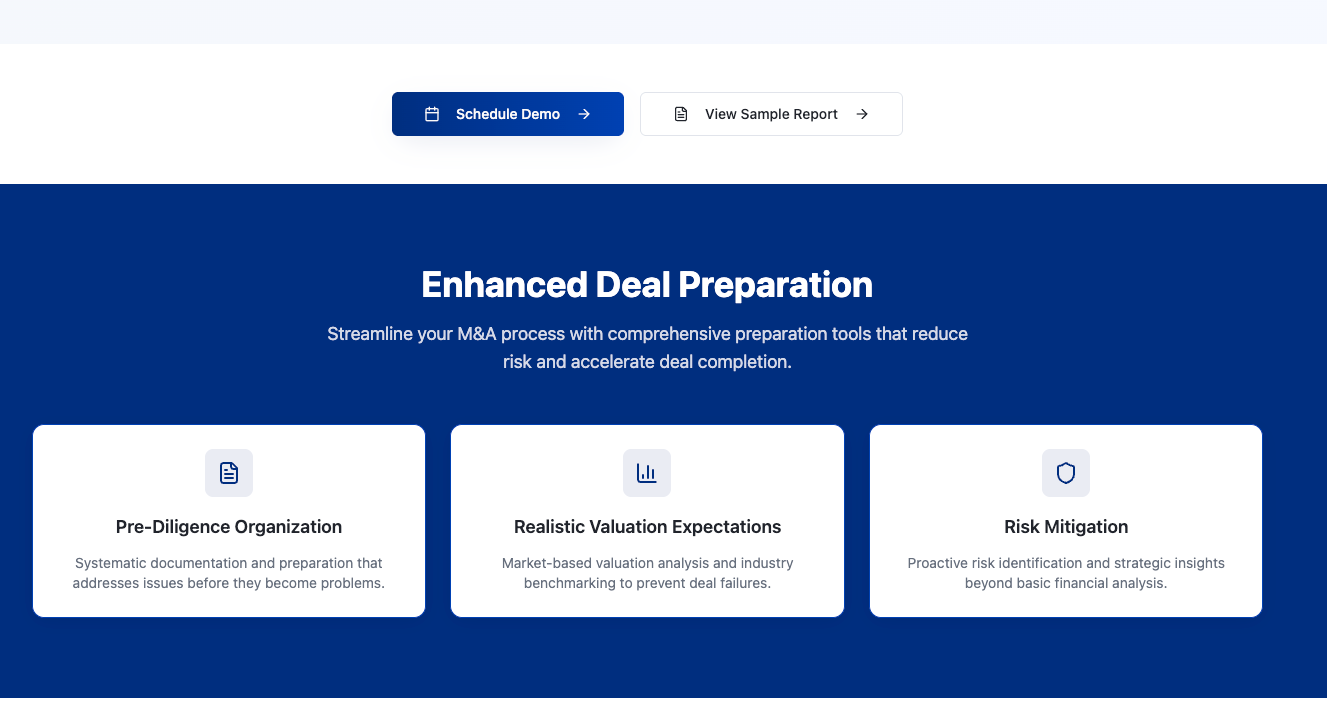 Schedule Demo
View Sample Report
Enhanced Deal Preparation
Streamline your M&A process with comprehensive preparation tools that reduce
risk and accelerate deal completion.
Pre-Diligence Organization
Systematic documentation and preparation that
addresses issues before they become problems.
Realistic Valuation Expectations
Market-based valuation analysis and industry
benchmarking to prevent deal failures.
Risk Mitigation
Proactive risk identification and strategic insights
beyond basic financial analysis.